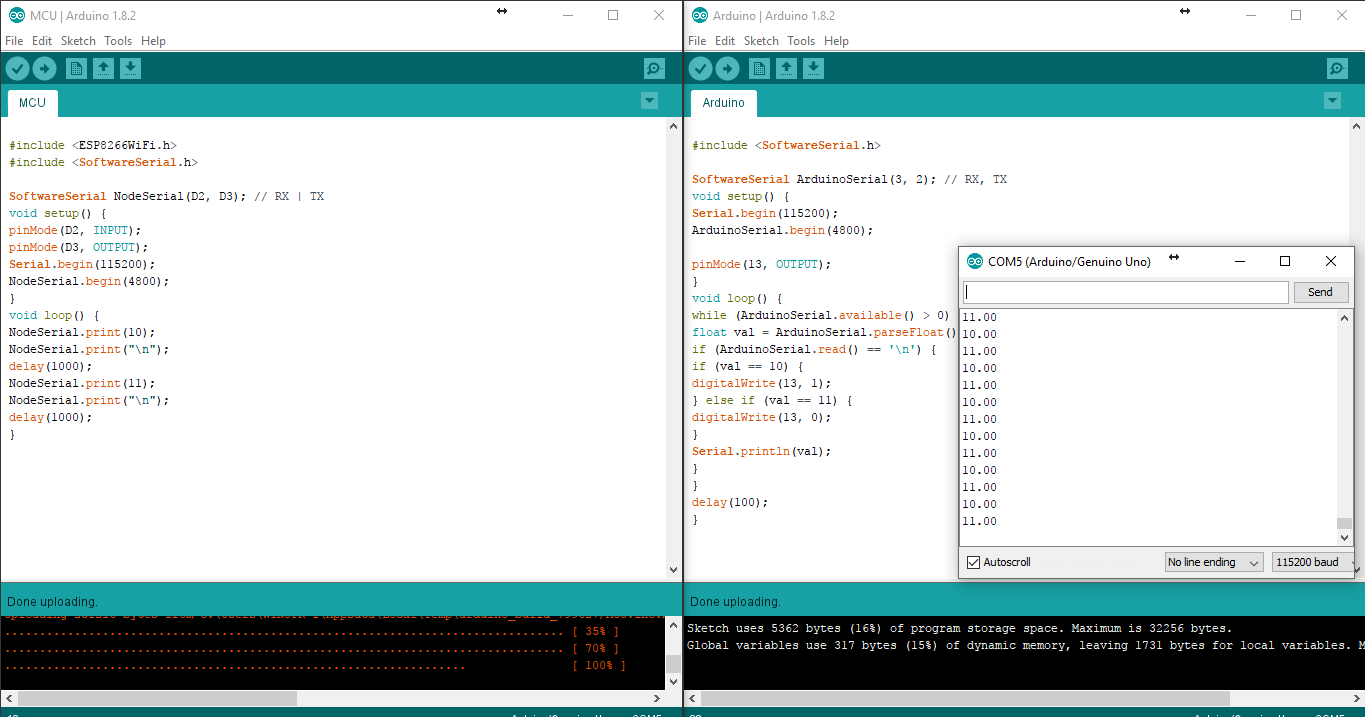 MCU | Arduino 1.8.2
File Edit Sketch Tools Help
MCU
#include <ESP8266WiFi.h>
#include <SoftwareSerial.h>
SoftwareSerial NodeSerial(D2, D3); // RX | TX
void setup() {
pinMode(D2, INPUT);
pinMode(D3, OUTPUT);
Serial.begin(115200);
NodeSerial.begin(4800);
}
void loop() {
NodeSerial.print(10);
NodeSerial.print("\n");
delay(1000);
NodeSerial.print(11);
NodeSerial.print("\n");
delay(1000);
}
Done uploading.
................................................................................ [ 35% ]
................................................................................ [ 70% ]
.................................................................. [ 100% ]
Arduino | Arduino 1.8.2
File Edit Sketch Tools Help
Arduino
#include <SoftwareSerial.h>
SoftwareSerial ArduinoSerial(3, 2); // RX, TX
void setup() {
Serial.begin(115200);
ArduinoSerial.begin(4800);
pinMode(13, OUTPUT);
}
void loop() {
while (ArduinoSerial.available() > 0)
float val = ArduinoSerial.parseFloat()
if (ArduinoSerial.read() == '\n') {
if (val == 10) {
digitalWrite(13, 1);
} else if (val == 11) {
digitalWrite(13, 0);
}
Serial.println(val);
}
}
delay(100);
}
Done uploading.
Sketch uses 5362 bytes (16%) of program storage space. Maximum is 32256 bytes.
Global variables use 317 bytes (15%) of dynamic memory, leaving 1731 bytes for local variables. M
COM5 (Arduino/Genuino Uno)
Send
11.00
10.00
11.00
10.00
11.00
10.00
11.00
10.00
11.00
10.00
11.00
10.00
11.00
Autoscroll
No line ending
115200 baud